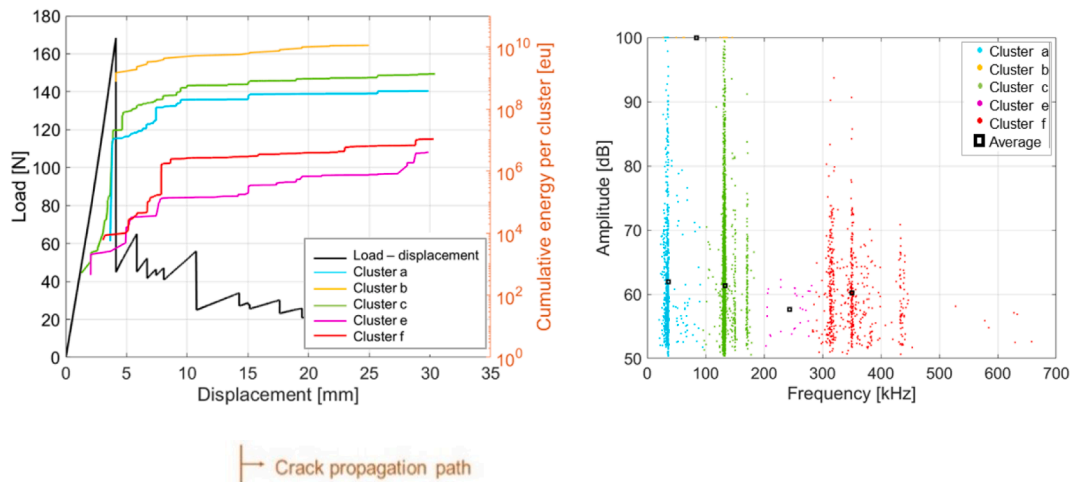 180
160
140
120
100
80
60
40
20
0
Load [N]
0 5 10 15 20 25 30 35
Displacement [mm]
10^10
10^8
10^6
10^4
10^2
10^0
Cumulative energy per cluster [eu]
Load – displacement
Cluster a
Cluster b
Cluster c
Cluster e
Cluster f
100
90
80
70
60
50
Amplitude [dB]
0 100 200 300 400 500 600 700
Frequency [kHz]
Cluster a
Cluster b
Cluster c
Cluster e
Cluster f
Average
Crack propagation path